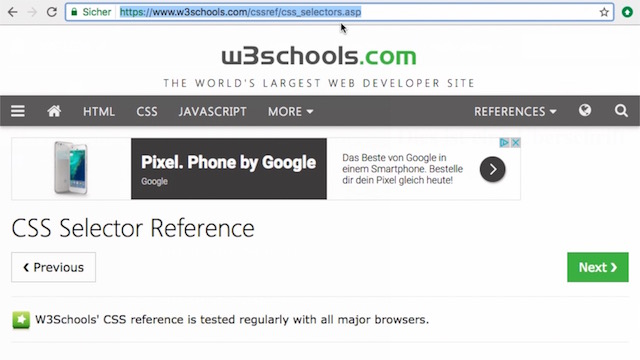 Sicher https://www.w3schools.com/cssref/css_selectors.asp
w3schools.com
THE WORLD'S LARGEST WEB DEVELOPER SITE
HTML CSS JAVASCRIPT MORE REFERENCES
Pixel. Phone by Google
Google
Das Beste von Google in
einem Smartphone. Bestelle
dir dein Pixel gleich heute!
CSS Selector Reference
❮ Previous
Next ❯
W3Schools' CSS reference is tested regularly with all major browsers.